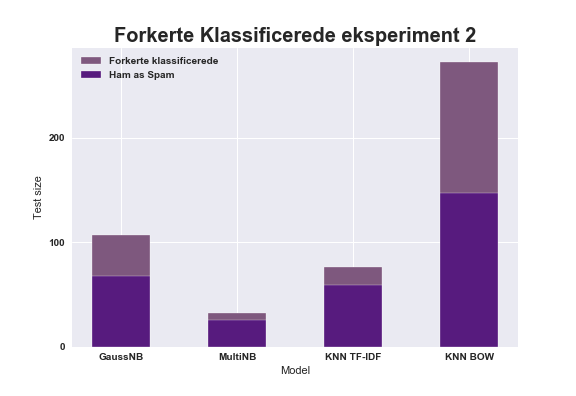 Forkerte Klassificerede eksperiment 2
Forkerte klassificerede
Ham as Spam
200
100
0
Test size
GaussNB MultiNB KNN TF-IDF KNN BOW
Model